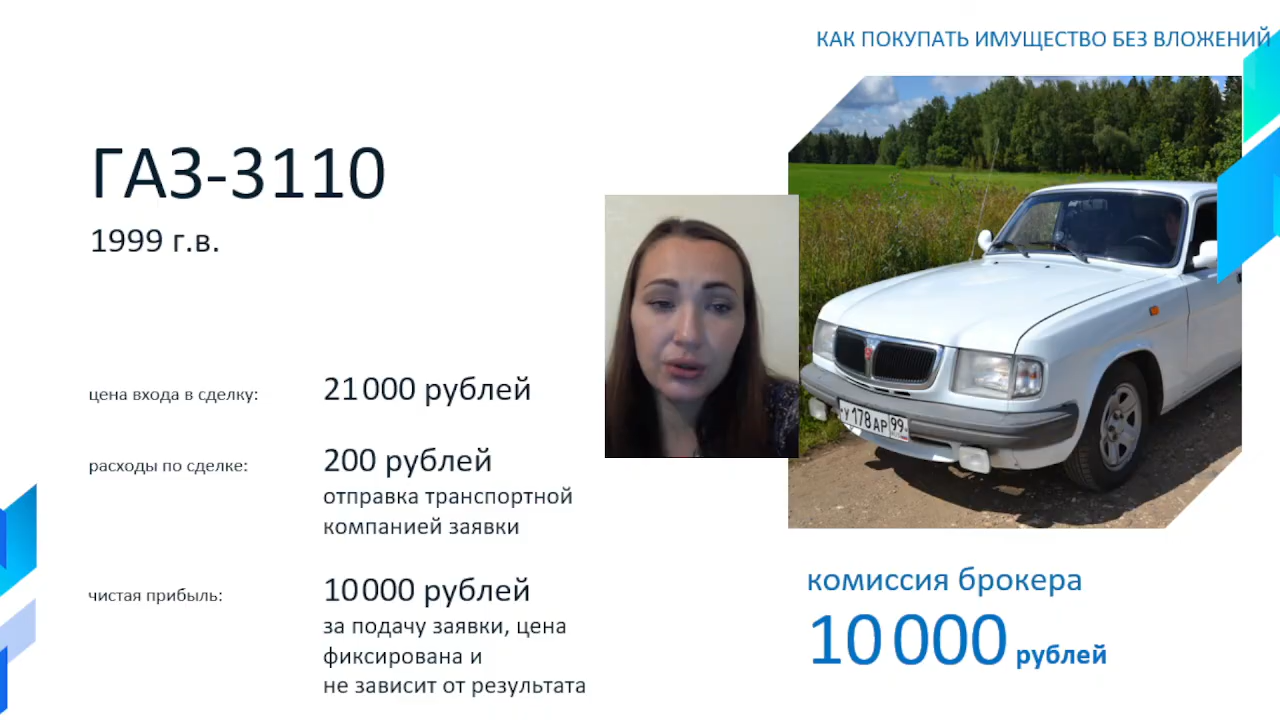 КАК ПОКУПАТЬ ИМУЩЕСТВО БЕЗ ВЛОЖЕНИЙ
ГАЗ-3110
1999 г.в.
цена входа в сделку: 21 000 рублей
расходы по сделке: 200 рублей
отправка транспортной
компанией заявки
чистая прибыль: 10 000 рублей
за подачу заявки, цена
фиксирована и
не зависит от результата
У178АР 99
комиссия брокера
10 000 рублей